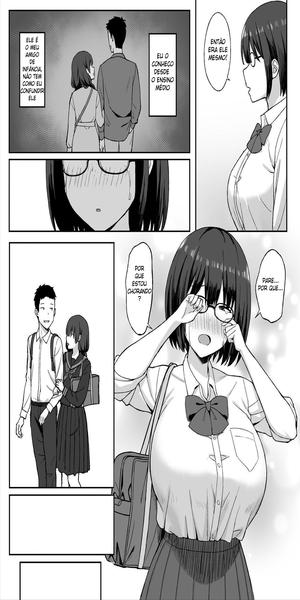 ENTÃO
ERA ELE
MESMO!
EU O
CONHEÇO
DESDE
O ENSINO
MÉDIO
ELE É
O MEU
AMIGO
DE
INFÂNCIA,
NÃO TEM
COMO EU
CONFUNDIR
ELE
PARE...
POR QUE...
POR
QUE
ESTOU
CHORANDO?